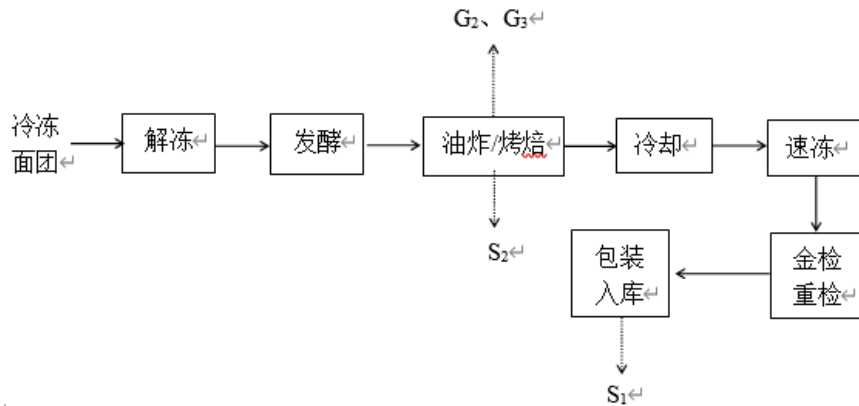 G₂、G₃
冷冻
面团
解冻
发酵
油炸/烤焙
冷却
速冻
S₂
包装
入库
金检
重检
S₁